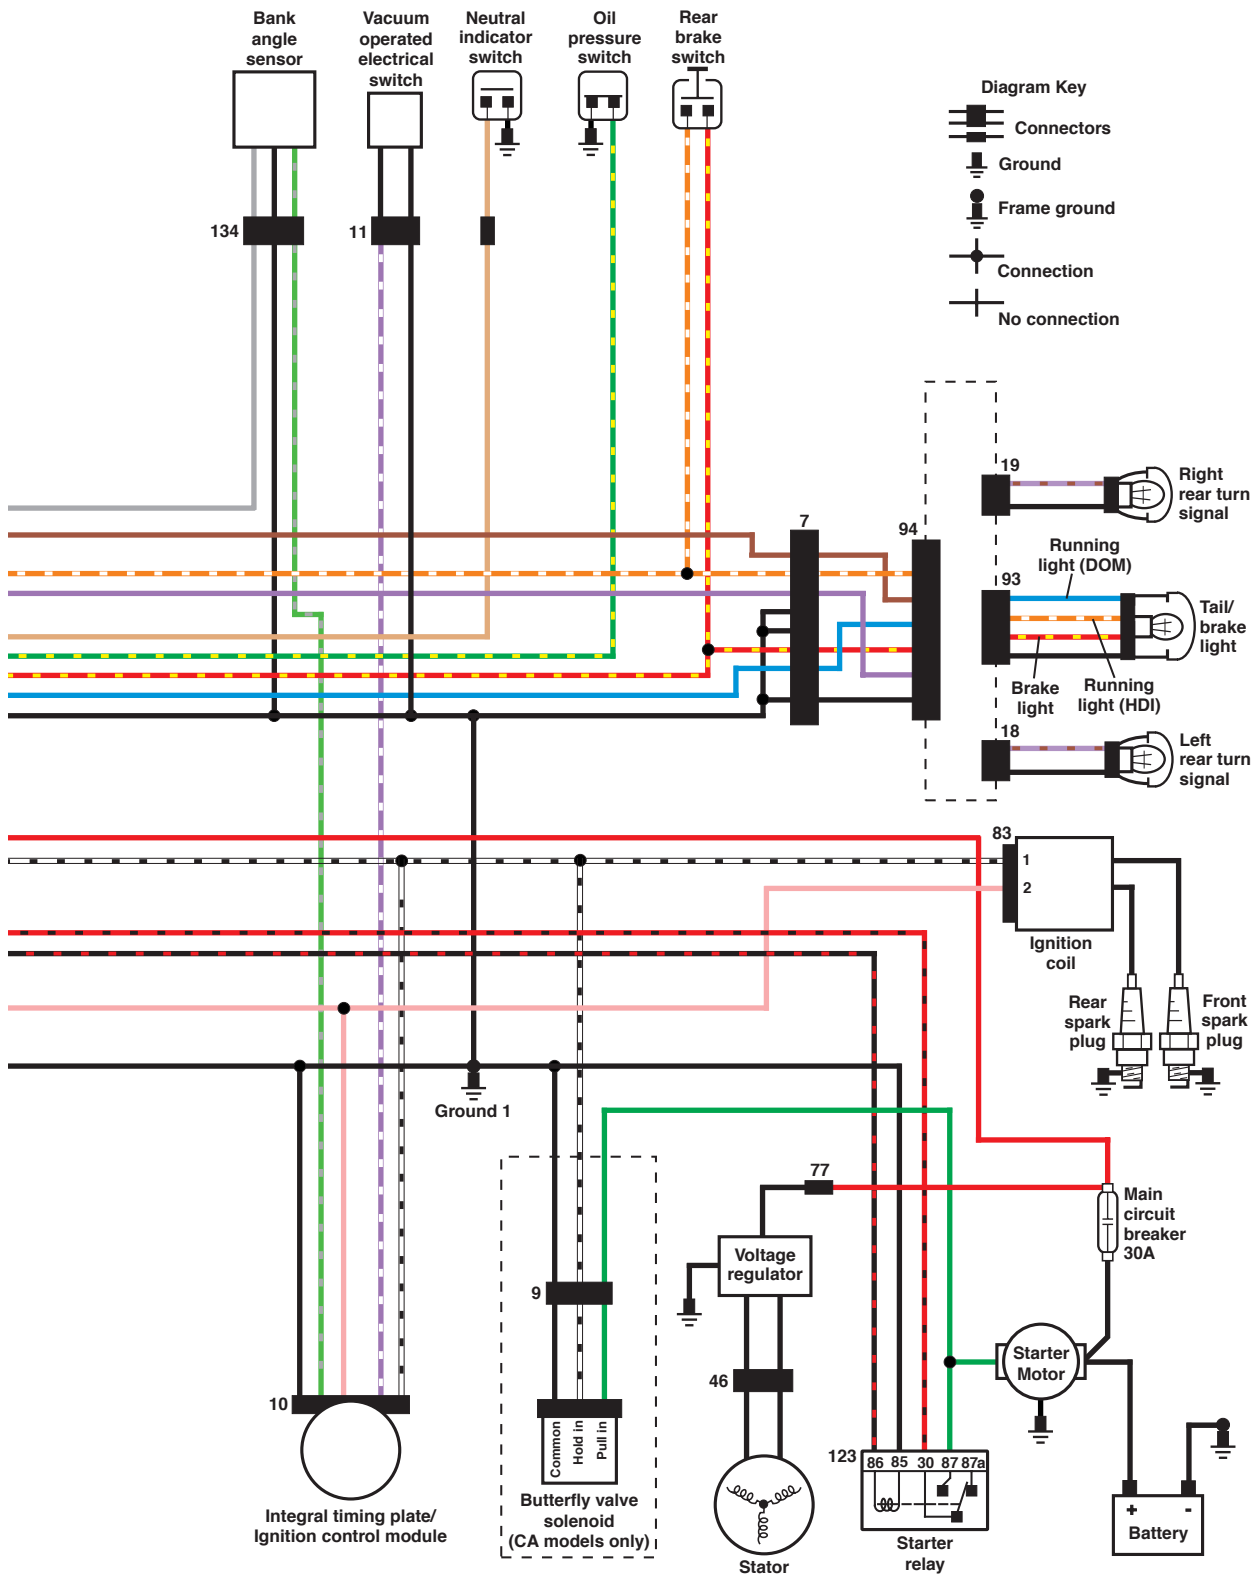 Bank
angle
sensor
Vacuum
operated
electrical
switch
Neutral
indicator
switch
Oil
pressure
switch
Rear
brake
switch
Diagram Key
Connectors
Ground
Frame ground
Connection
No connection
134
11
19
Right
rear turn
signal
7
94
Running
light (DOM)
93
Tail/
brake
light
Brake
light
Running
light (HDI)
18
Left
rear turn
signal
83
1
2
Ignition
coil
Rear
spark
plug
Front
spark
plug
Ground 1
77
Main
circuit
breaker
30A
Voltage
regulator
9
46
Starter
Motor
10
Common
Hold in
Pull in
123
86 85 30 87 87a
Integral timing plate/
Ignition control module
Butterfly valve
solenoid
(CA models only)
Stator
Starter
relay
+ -
Battery